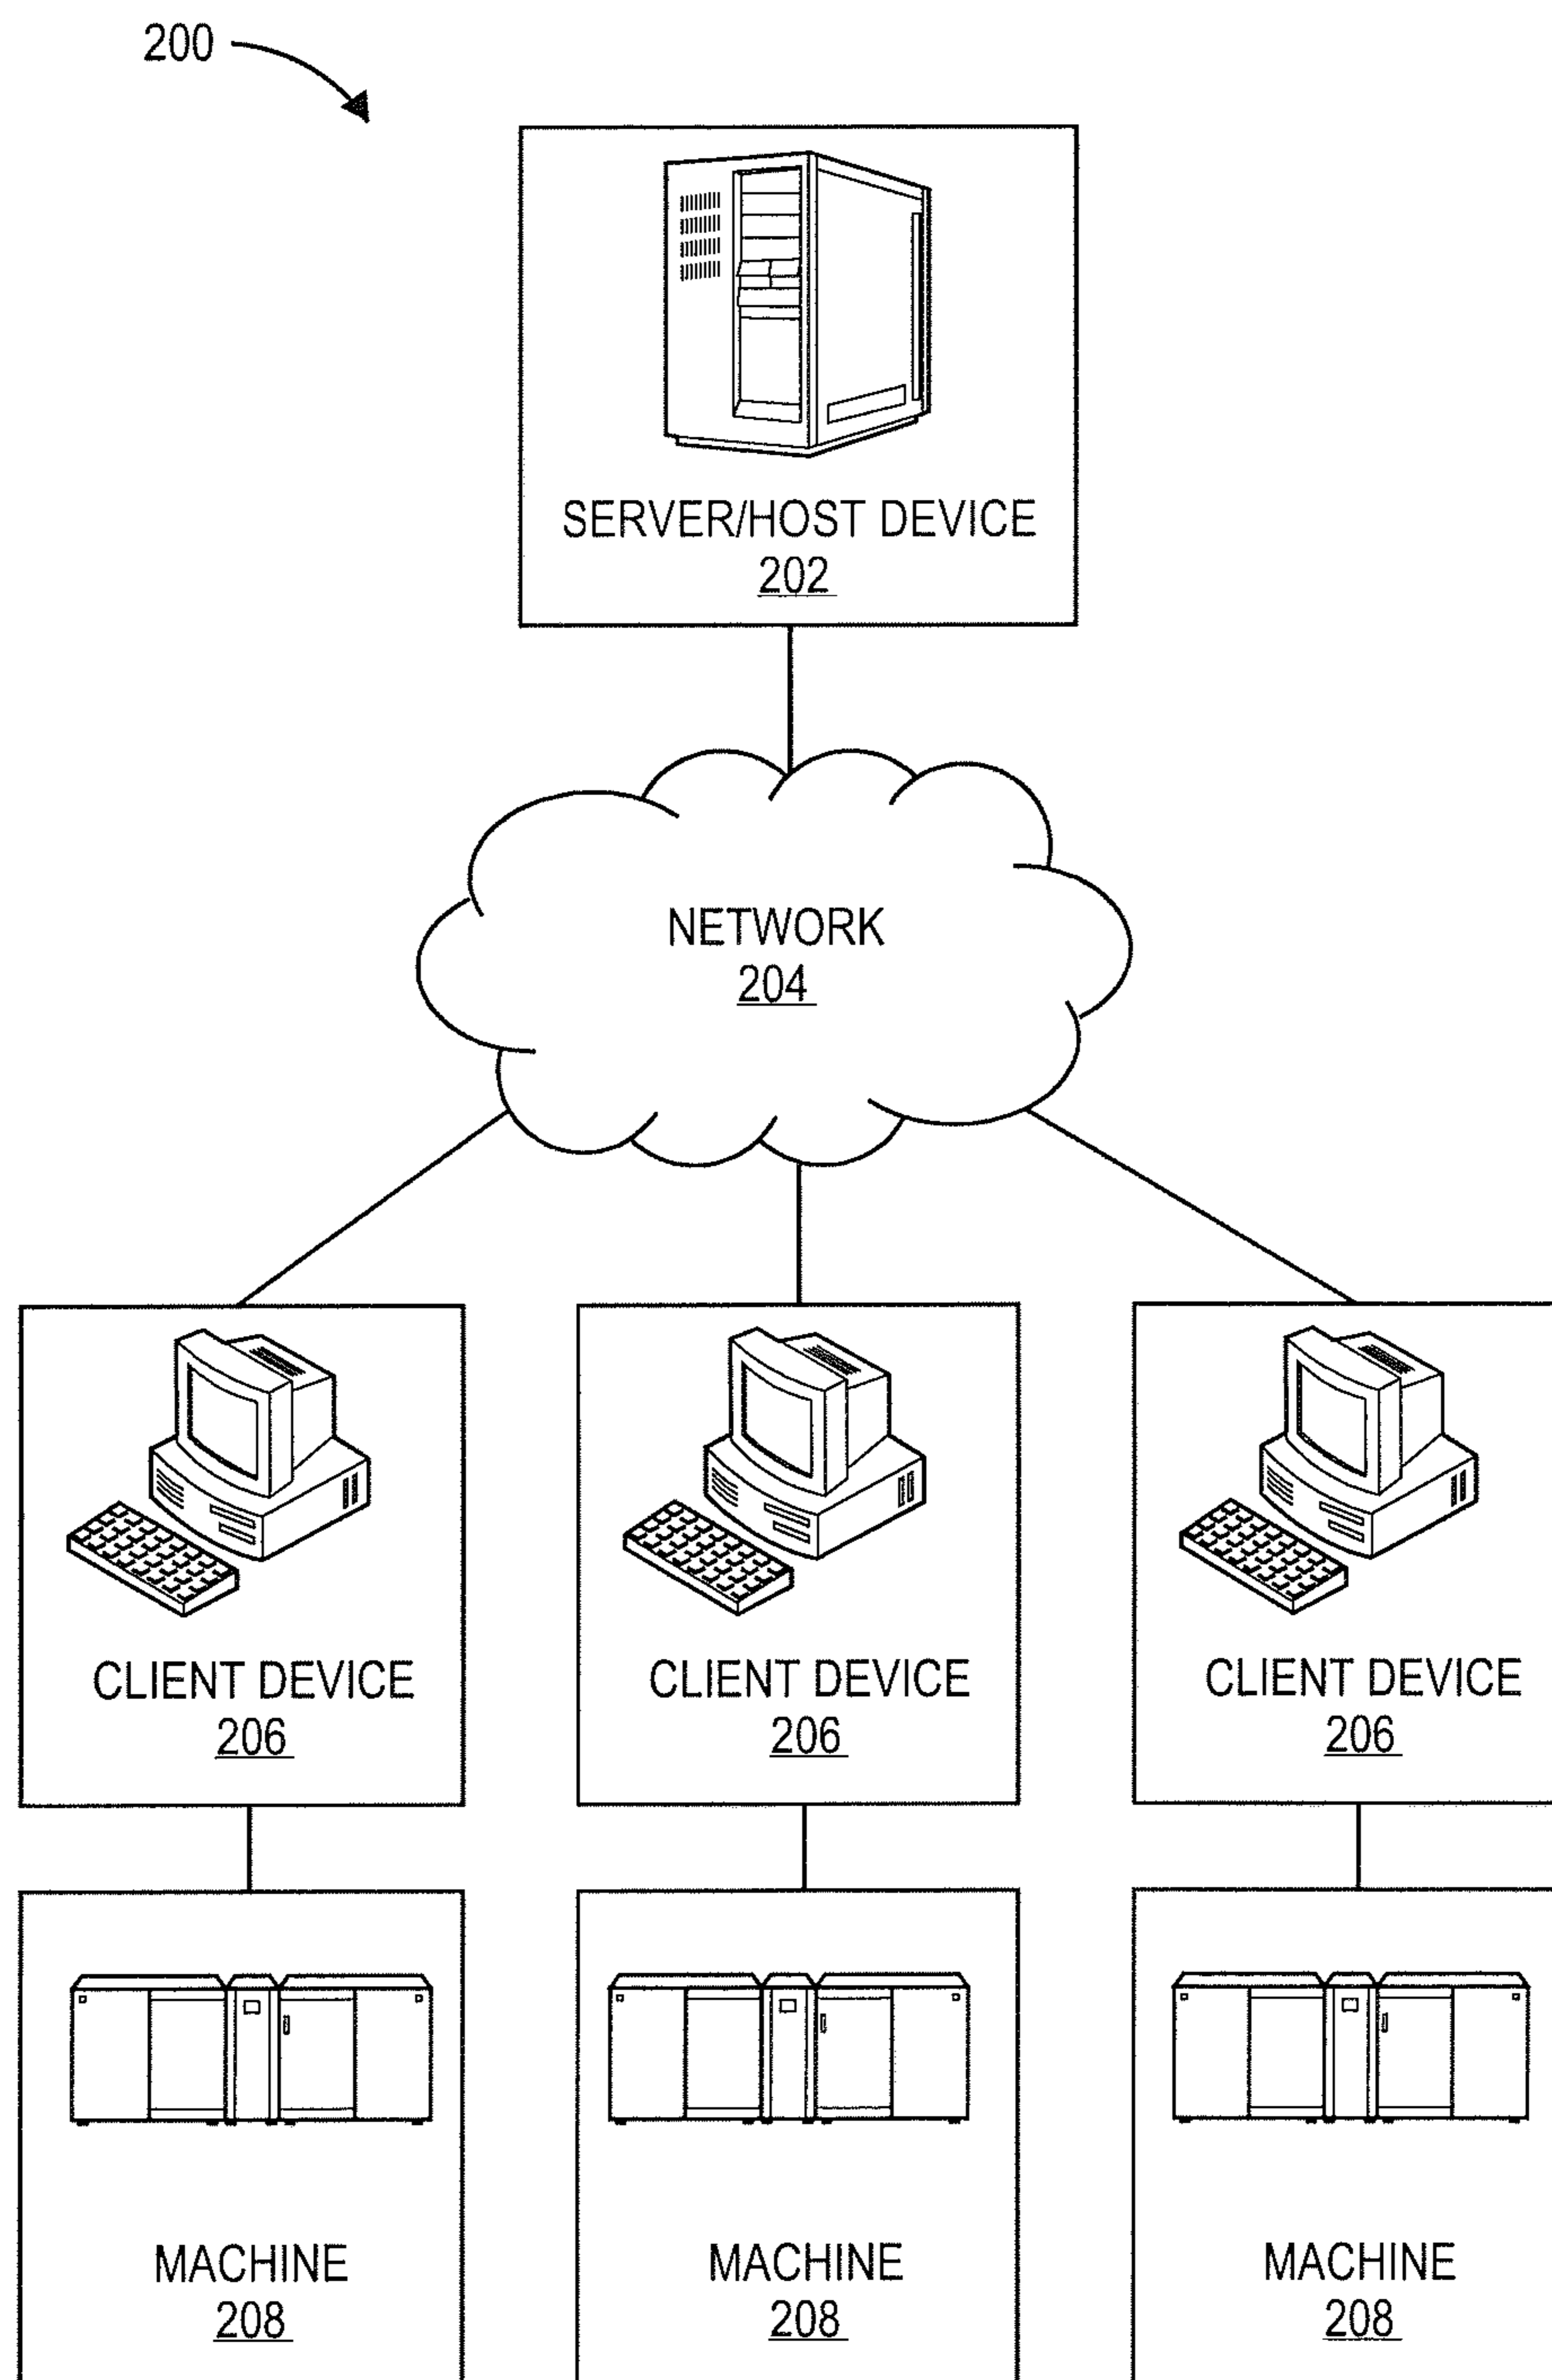 200
SERVER/HOST DEVICE
202
NETWORK
204
CLIENT DEVICE
206
CLIENT DEVICE
206
CLIENT DEVICE
206
MACHINE
208
MACHINE
208
MACHINE
208